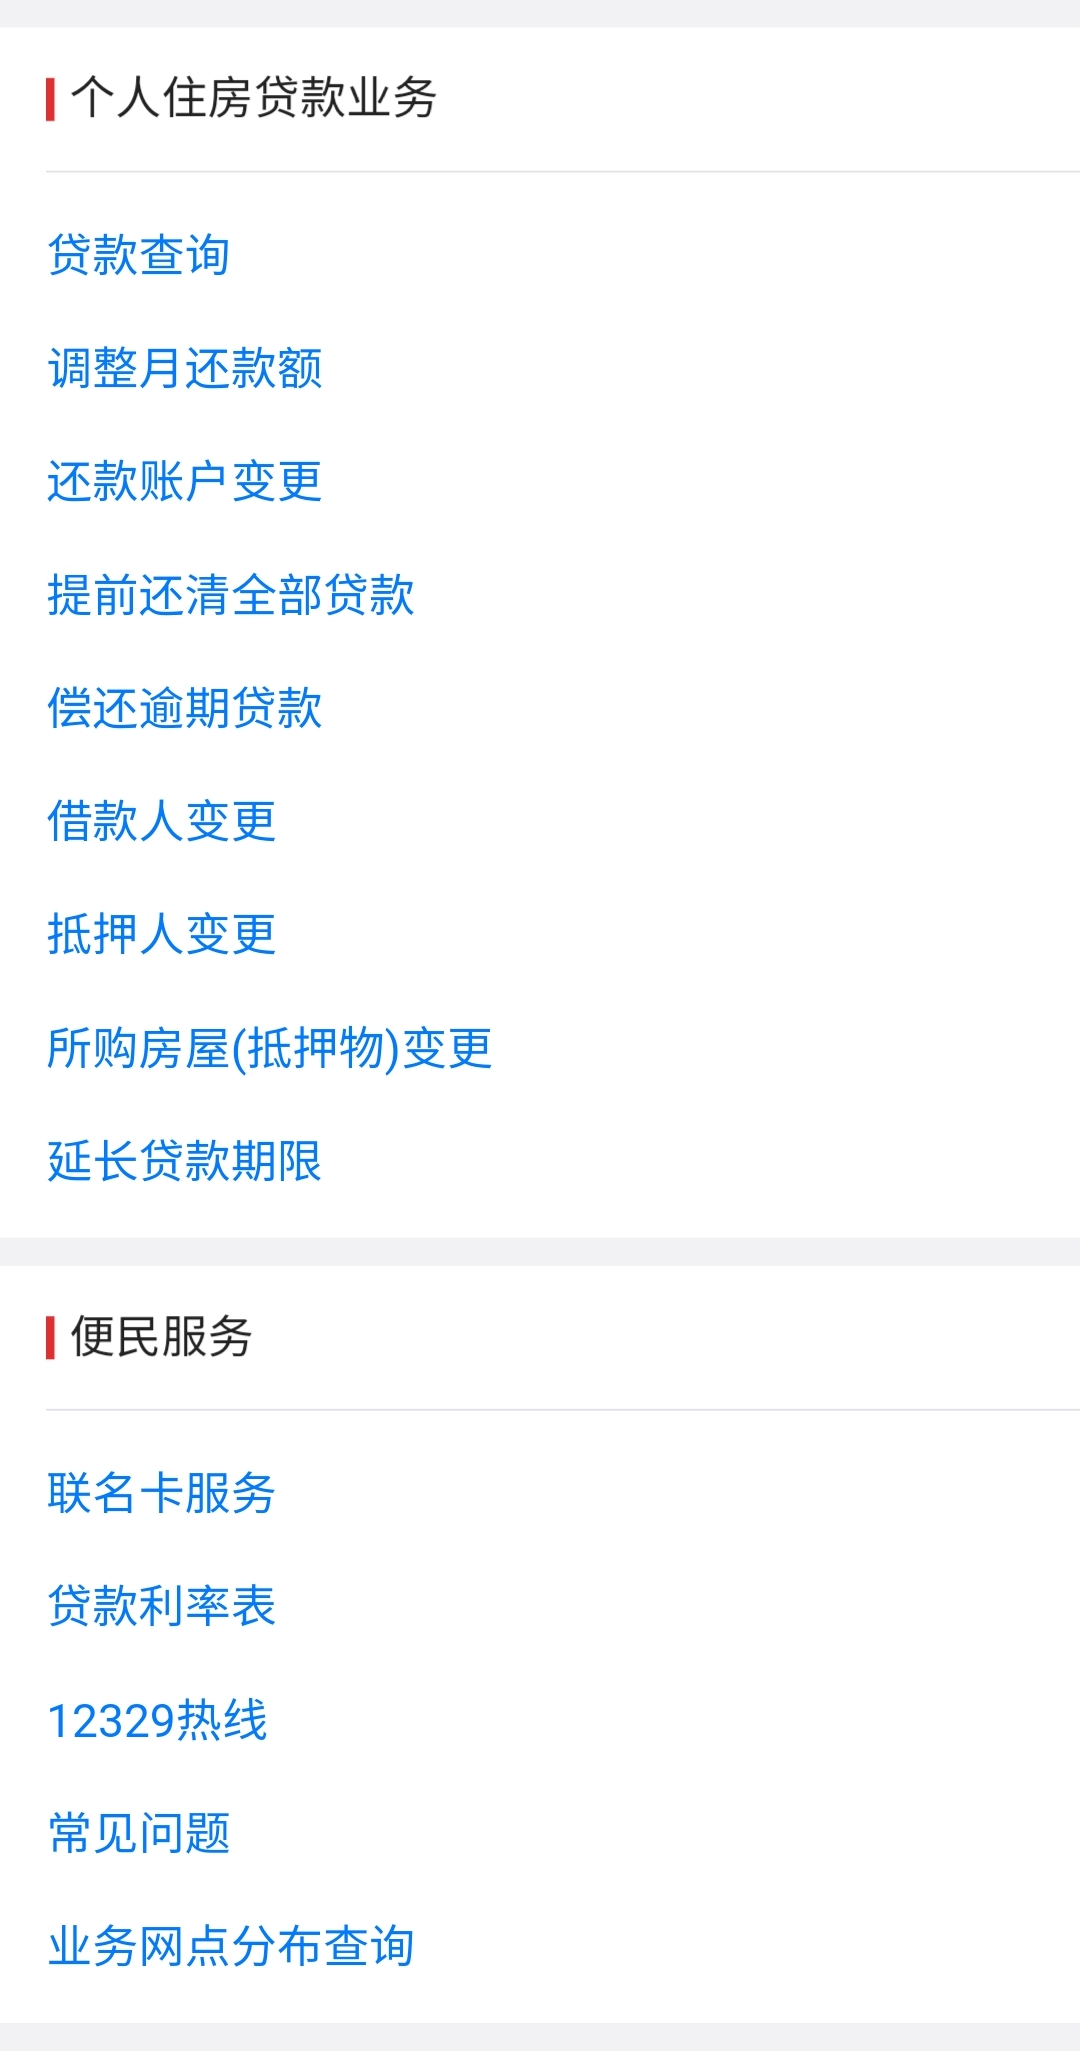 个人住房贷款业务
贷款查询
调整月还款额
还款账户变更
提前还清全部贷款
偿还逾期贷款
借款人变更
抵押人变更
所购房屋(抵押物)变更
延长贷款期限
便民服务
联名卡服务
贷款利率表
12329热线
常见问题
业务网点分布查询